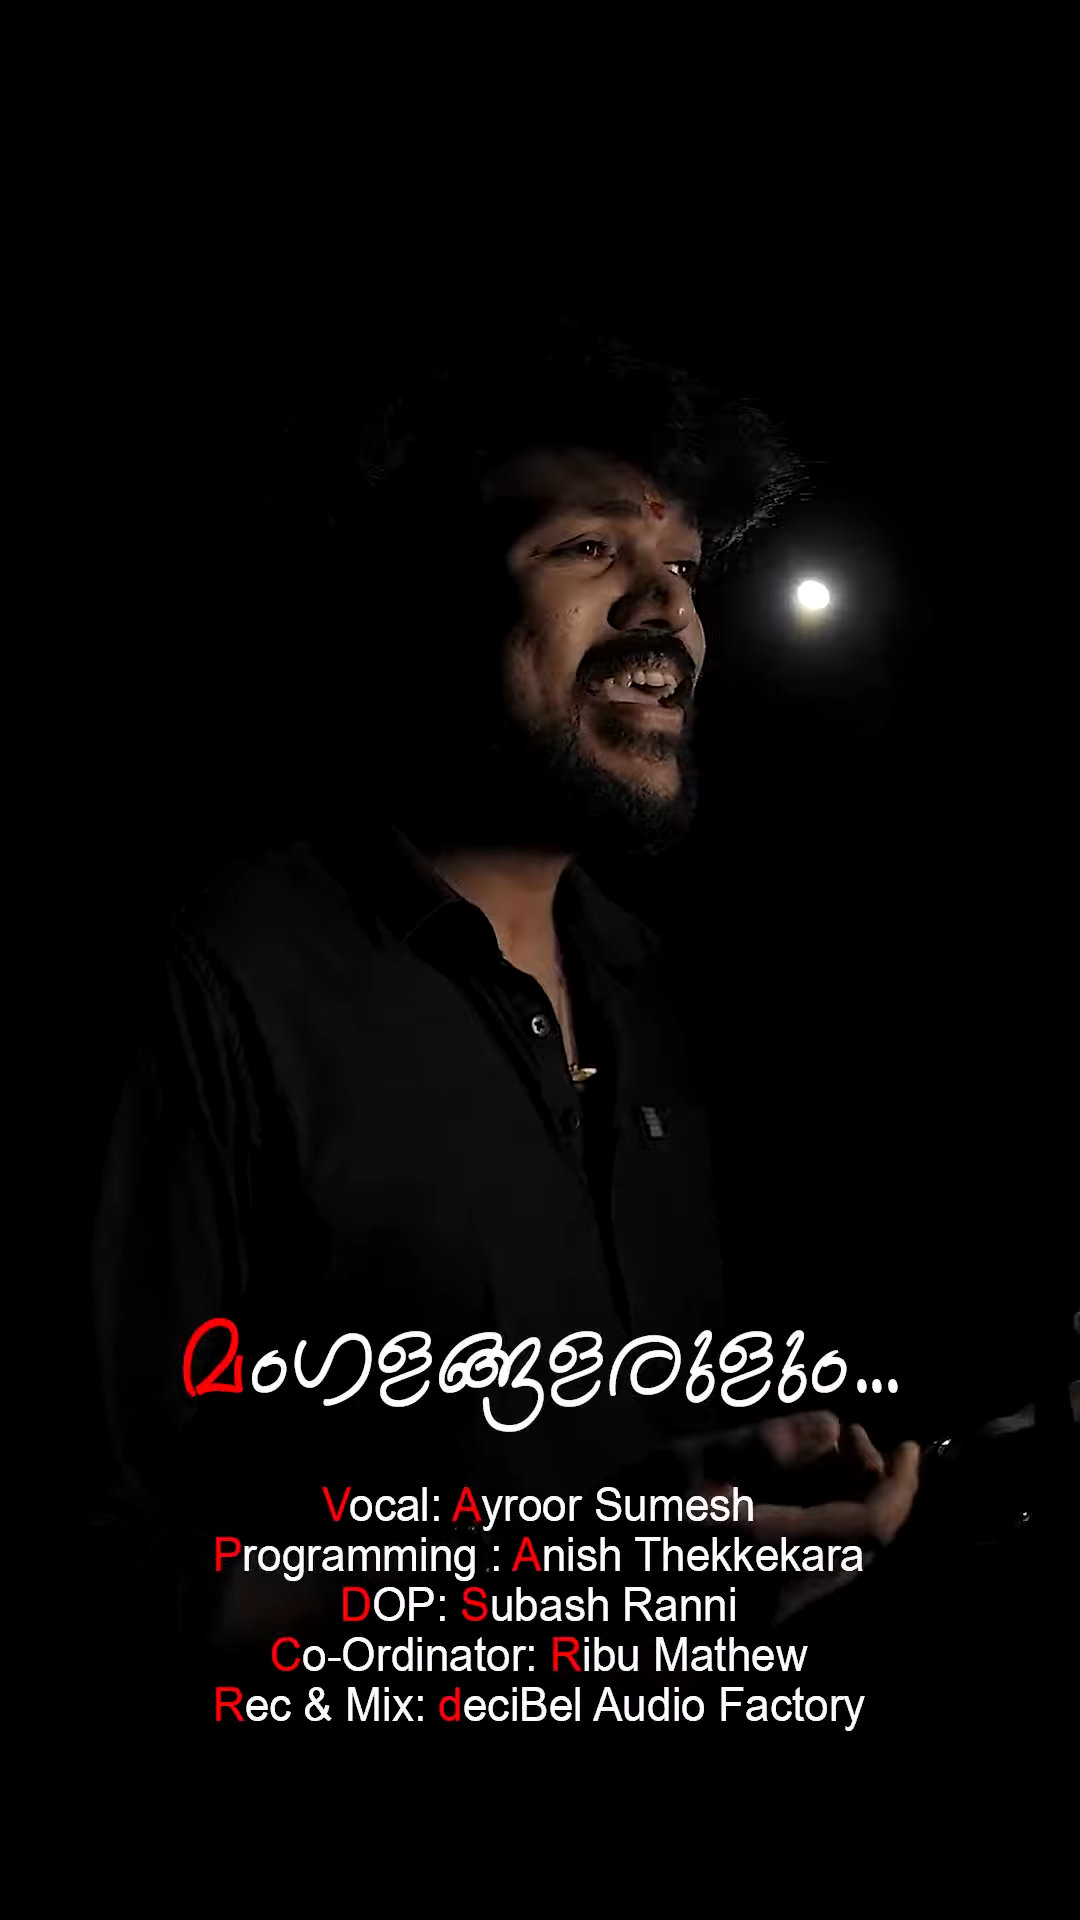 മംഗളങ്ങളരുളും...
Vocal: Ayroor Sumesh
Programming : Anish Thekkekara
DOP: Subash Ranni
Co-Ordinator: Ribu Mathew
Rec & Mix: deciBel Audio Factory